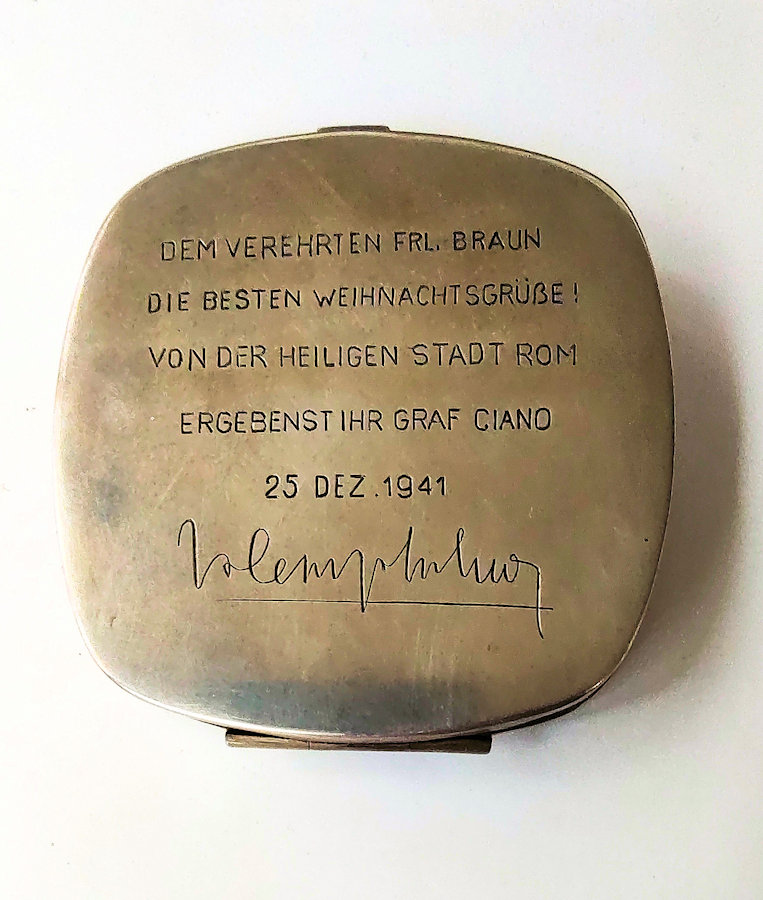 DEM VEREHRTEN FRL. BRAUN
DIE BESTEN WEIHNACHTSGRÜßE!
VON DER HEILIGEN STADT ROM
ERGEBENST IHR GRAF CIANO
25 DEZ.1941